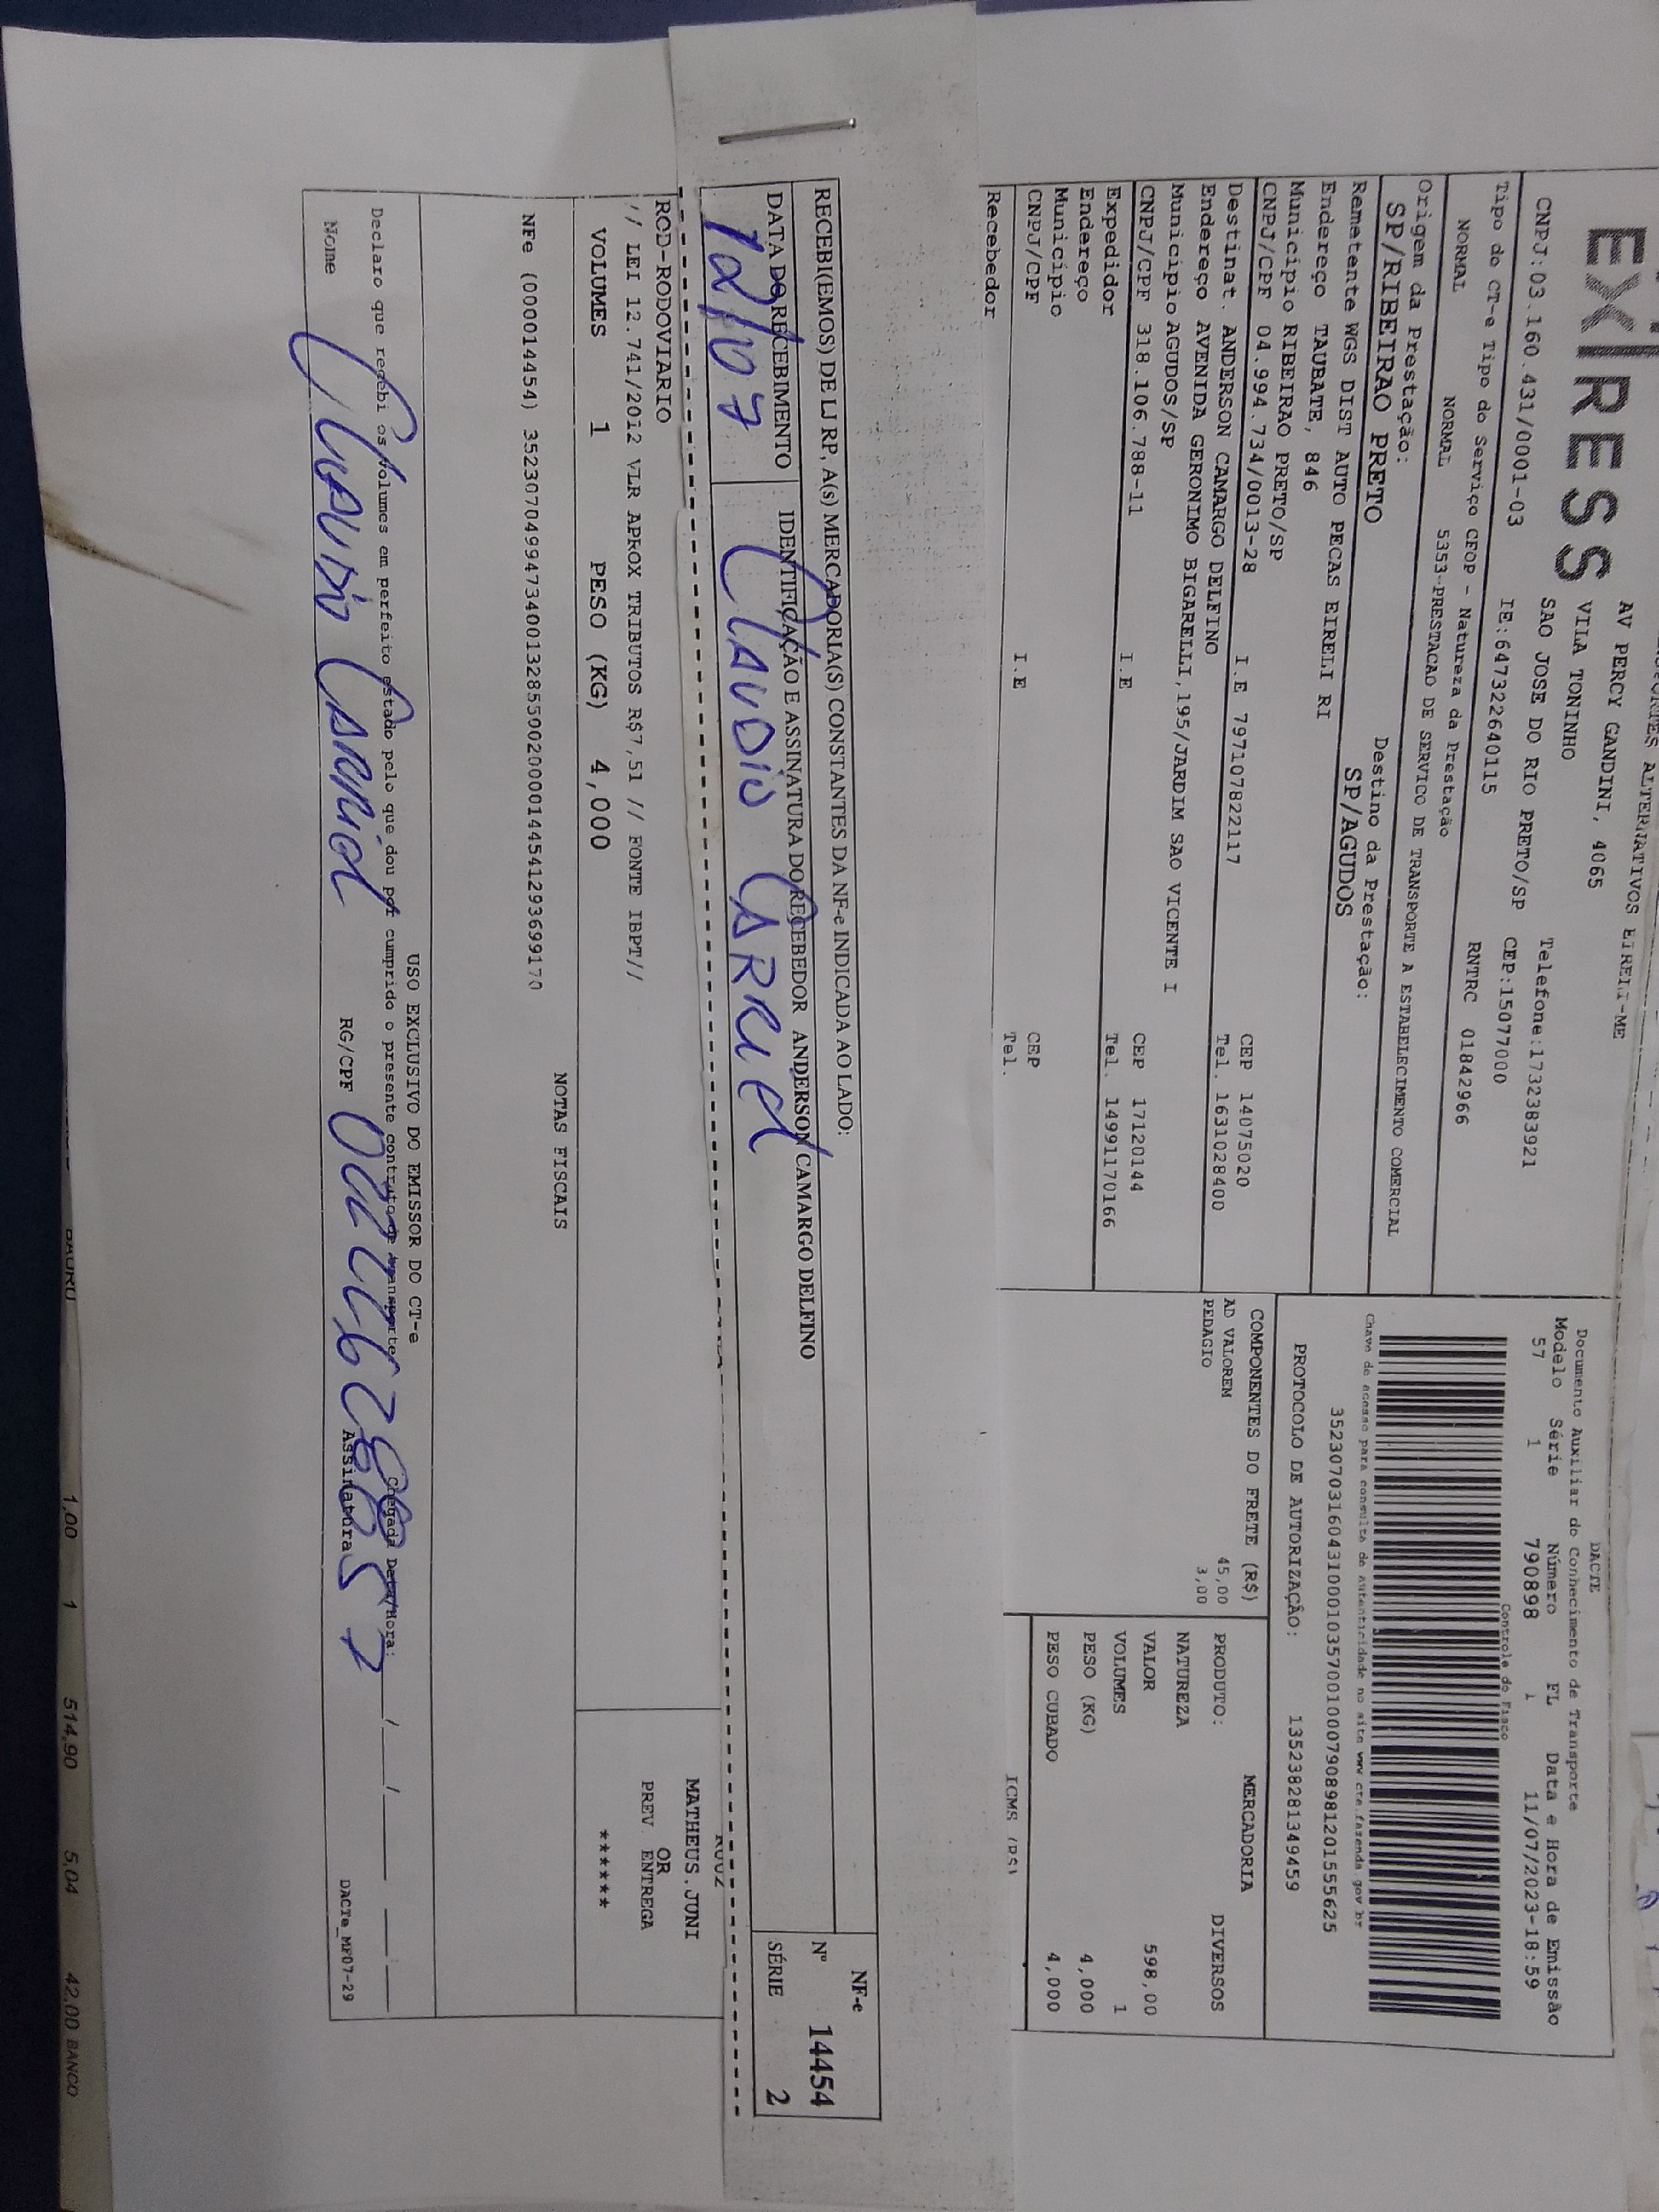 EXPRESS
ALTERNATIVOS EIRELI-ME
AV PERCY GANDINI, 4065
VILA TONINHO
SAO JOSE DO RIO PRETO/SP Telefone:1732383921
CNPJ:03.160.431/0001-03 IE:647322640115 CEP:15077000
RNTRC 01842966
Tipo do CT-e Tipo do Serviço CFOP - Natureza da Prestação
NORMAL NORMAL 5353-PRESTACAO DE SERVICO DE TRANSPORTE A ESTABELECIMENTO COMERCIAL
Origem da Prestação: Destino da Prestação:
SP/RIBEIRAO PRETO SP/AGUDOS
Remetente WGS DIST AUTO PECAS EIRELI RI
Endereço TAUBATE, 846
Municipio RIBEIRAO PRETO/SP CEP 14075020
CNPJ/CPF 04.994.734/0013-28 I.E 797107822117 Tel. 1631028400
Destinat. ANDERSON CAMARGO DELFINO
Endereço AVENIDA GERONIMO BIGARELLI,195/JARDIM SAO VICENTE I
Municipio AGUDOS/SP CEP 17120144
CNPJ/CPF 318.106.788-11 I.E Tel. 14991170166
Expedidor
Endereço
Municipio CEP
CNPJ/CPF I.E Tel.
Recebedor
DACTE
Documento Auxiliar do Conhecimento de Transporte
Modelo Série Número FL Data e Hora de Emissão
57 1 790898 1 11/07/2023-18:59
Controle do Fisco
Chave de acesso para consulta de autenticidade no site www.cte.fazenda.gov.br
35230703160431000103570010007908981201555625
PROTOCOLO DE AUTORIZAÇÃO: 135238281349459
COMPONENTES DO FRETE (R$)
AD VALOREM 45,00
PEDAGIO 3,00
MERCADORIA
PRODUTO: DIVERSOS
NATUREZA
VALOR 598,00
VOLUMES 1
PESO (KG) 4,000
PESO CUBADO 4,000
ICMS (R$)
RECEBI(EMOS) DE LJ RP, A(s) MERCADORIA(S) CONSTANTES DA NF-e INDICADA AO LADO:
DATA DO RECEBIMENTO IDENTIFICAÇÃO E ASSINATURA DO RECEBEDOR ANDERSON CAMARGO DELFINO
12/07 Claudio Carriel
NF-e
Nº 14454
SÉRIE 2
ROD-RODOVIARIO
// LEI 12.741/2012 VLR APROX TRIBUTOS R$7,51 // FONTE IBPT//
VOLUMES 1 PESO (KG) 4,000
MATHEUS.JUNI
OR
PREV. ENTREGA
******
NOTAS FISCAIS
NFe (000014454) 35230704994734001328550020000144541293699170
USO EXCLUSIVO DO EMISSOR DO CT-e
Declaro que recebi os volumes em perfeito estado pelo que dou por cumprido o presente contrato de transporte Chegada Data/Hora: / / :
Nome Claudio Carriel RG/CPF Assinatura DACTe_MF07-29
BAURU 1,00 1 514,90 5,04 42,00 BANCO